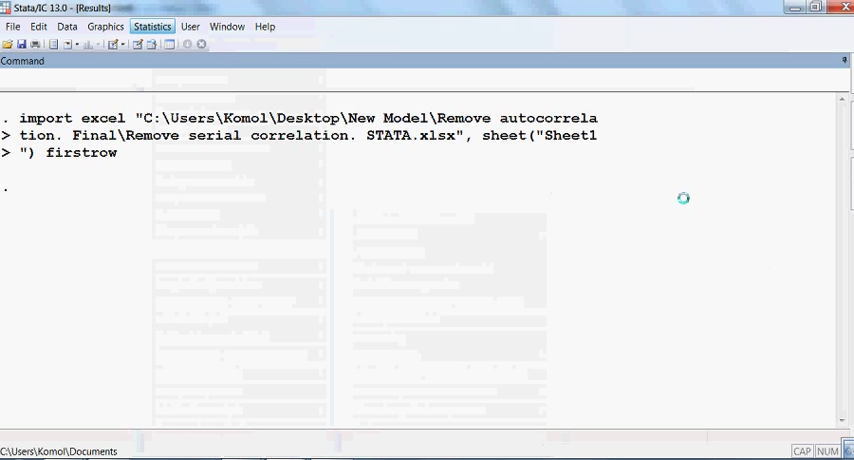 Stata/IC 13.0 - [Results]
File Edit Data Graphics Statistics User Window Help
Command
. import excel "C:\Users\Komol\Desktop\New Model\Remove autocorrela
> tion. Final\Remove serial correlation. STATA.xlsx", sheet("Sheet1
> ") firstrow
.
C:\Users\Komol\Documents
CAP NUM